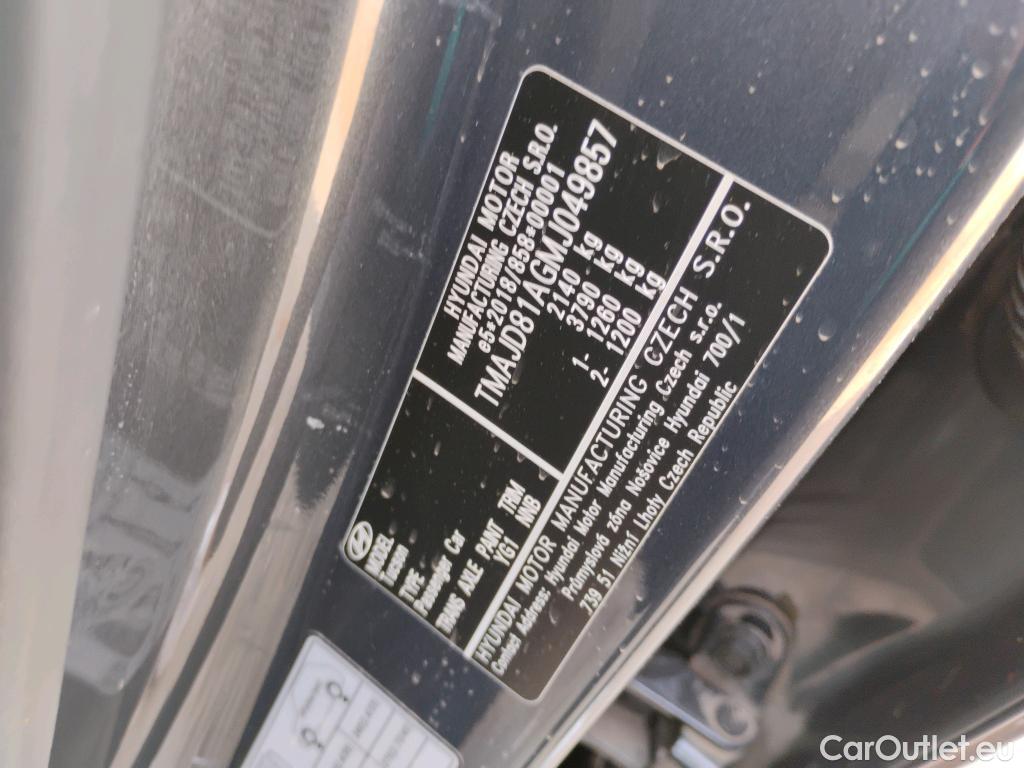 HYUNDAI MOTOR
MANUFACTURING CZECH S.R.O.
e5*2018/858*00001
TMAJD81AGMJ049857
2140 kg
3790 kg
1- 1260 kg
2- 1200 kg
MODEL
Tucson
TYPE
Passenger Car
TRANS AXLE PAINT TRIM
YG1 NNB
HYUNDAI MOTOR MANUFACTURING CZECH S.R.O.
Contact Address Hyundai Motor Manufacturing Czech s.r.o.
Průmyslová zóna Nošovice Hyundai 700/1
739 51 Nižní Lhoty Czech Republic
CarOutlet.eu